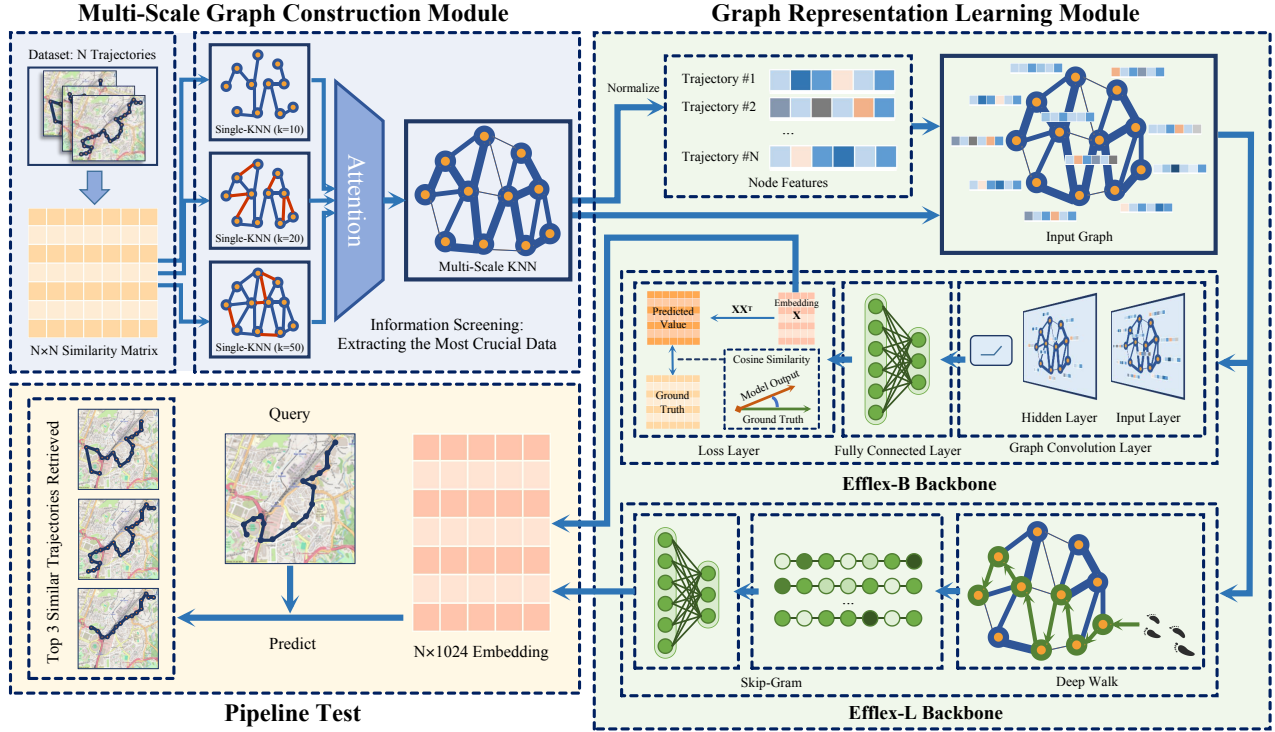 Multi-Scale Graph Construction Module
Dataset: N Trajectories
N×N Similarity Matrix
Single-KNN (k=10)
Single-KNN (k=20)
Single-KNN (k=50)
Attention
Multi-Scale KNN
Information Screening:
Extracting the Most Crucial Data
Graph Representation Learning Module
Normalize
Trajectory #1
Trajectory #2
...
Trajectory #N
Node Features
Input Graph
Predicted
Value
XXᵀ
Embedding
X
Cosine Similarity
Ground
Truth
Model Output
Ground Truth
Loss Layer
Fully Connected Layer
Hidden Layer
Input Layer
Graph Convolution Layer
Efflex-B Backbone
...
Skip-Gram
Deep Walk
Efflex-L Backbone
Top 3 Similar Trajectories Retrieved
Query
Predict
N×1024 Embedding
Pipeline Test